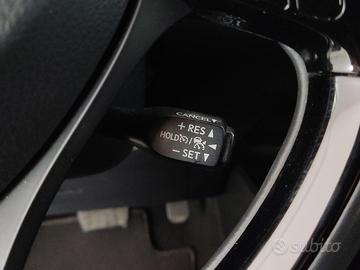 CANCEL
+ RES ▲
HOLD /
− SET ▼
subito